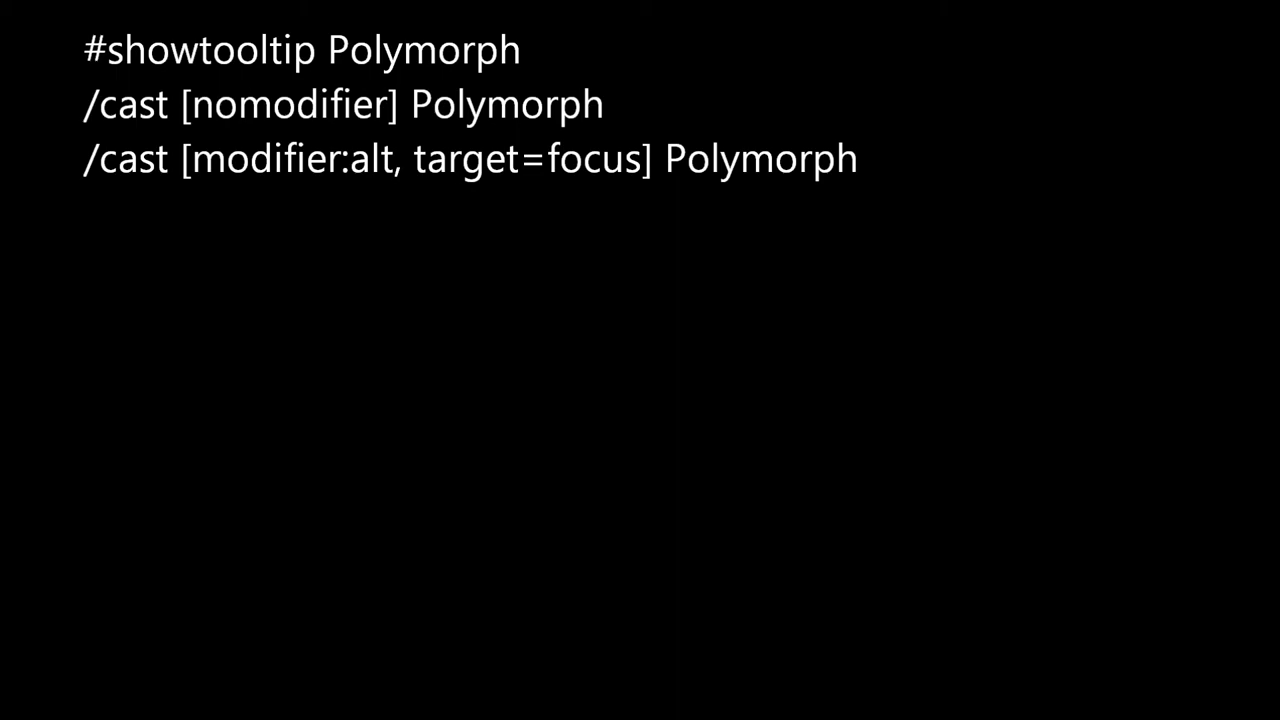 #showtooltip Polymorph
/cast [nomodifier] Polymorph
/cast [modifier:alt, target=focus] Polymorph